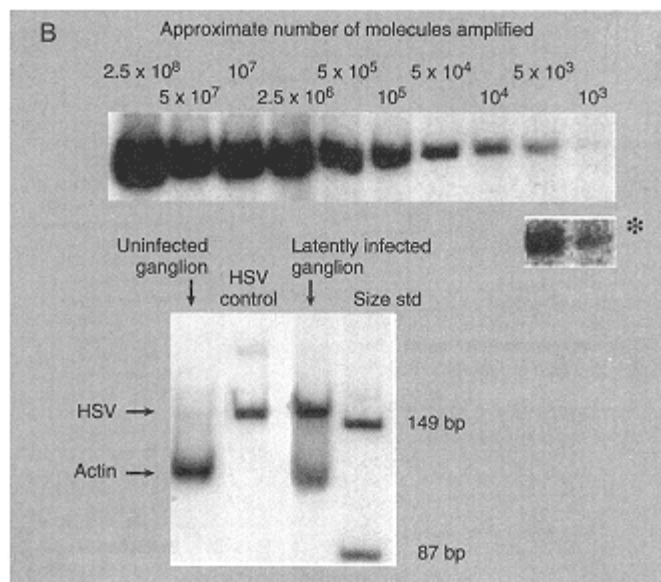 B
Approximate number of molecules amplified
2.5 x 10⁸ 10⁷ 5 x 10⁵ 5 x 10⁴ 5 x 10³
5 x 10⁷ 2.5 x 10⁶ 10⁵ 10⁴ 10³
*
Uninfected
ganglion
HSV
control
Latently infected
ganglion
Size std
HSV
149 bp
Actin
87 bp